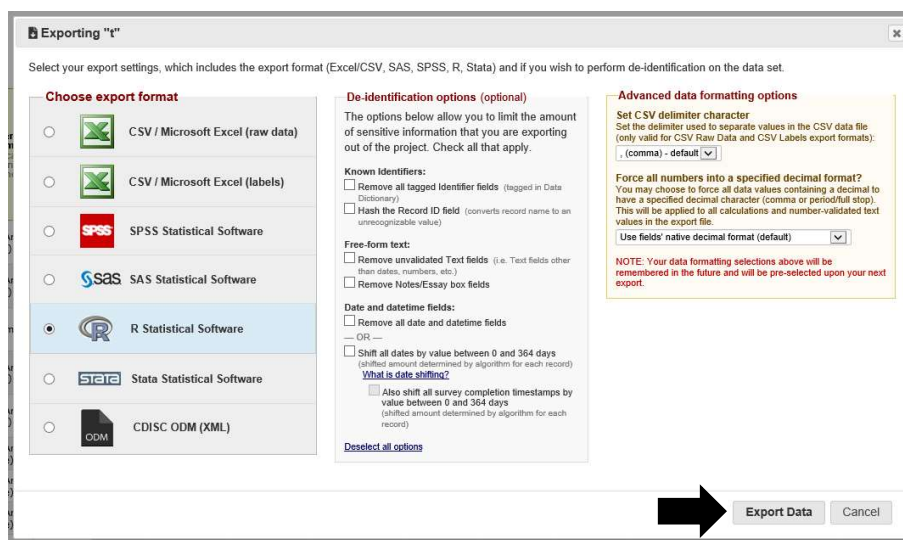 Exporting "t"
Select your export settings, which includes the export format (Excel/CSV, SAS, SPSS, R, Stata) and if you wish to perform de-identification on the data set.
Choose export format
CSV / Microsoft Excel (raw data)
CSV / Microsoft Excel (labels)
SPSS
SPSS Statistical Software
sas
SAS Statistical Software
R
R Statistical Software
stata
Stata Statistical Software
ODM
CDISC ODM (XML)
De-identification options (optional)
The options below allow you to limit the amount
of sensitive information that you are exporting
out of the project. Check all that apply.
Known Identifiers:
Remove all tagged Identifier fields (tagged in Data
Dictionary)
Hash the Record ID field (converts record name to an
unrecognizable value)
Free-form text:
Remove unvalidated Text fields (i.e. Text fields other
than dates, numbers, etc.)
Remove Notes/Essay box fields
Date and datetime fields:
Remove all date and datetime fields
— OR —
Shift all dates by value between 0 and 364 days
(shifted amount determined by algorithm for each record)
What is date shifting?
Also shift all survey completion timestamps by
value between 0 and 364 days
(shifted amount determined by algorithm for each
record)
Deselect all options
Advanced data formatting options
Set CSV delimiter character
Set the delimiter used to separate values in the CSV data file
(only valid for CSV Raw Data and CSV Labels export formats):
, (comma) - default
Force all numbers into a specified decimal format?
You may choose to force all data values containing a decimal to
have a specified decimal character (comma or period/full stop).
This will be applied to all calculations and number-validated text
values in the export file.
Use fields' native decimal format (default)
NOTE: Your data formatting selections above will be
remembered in the future and will be pre-selected upon your next
export.
Export Data
Cancel